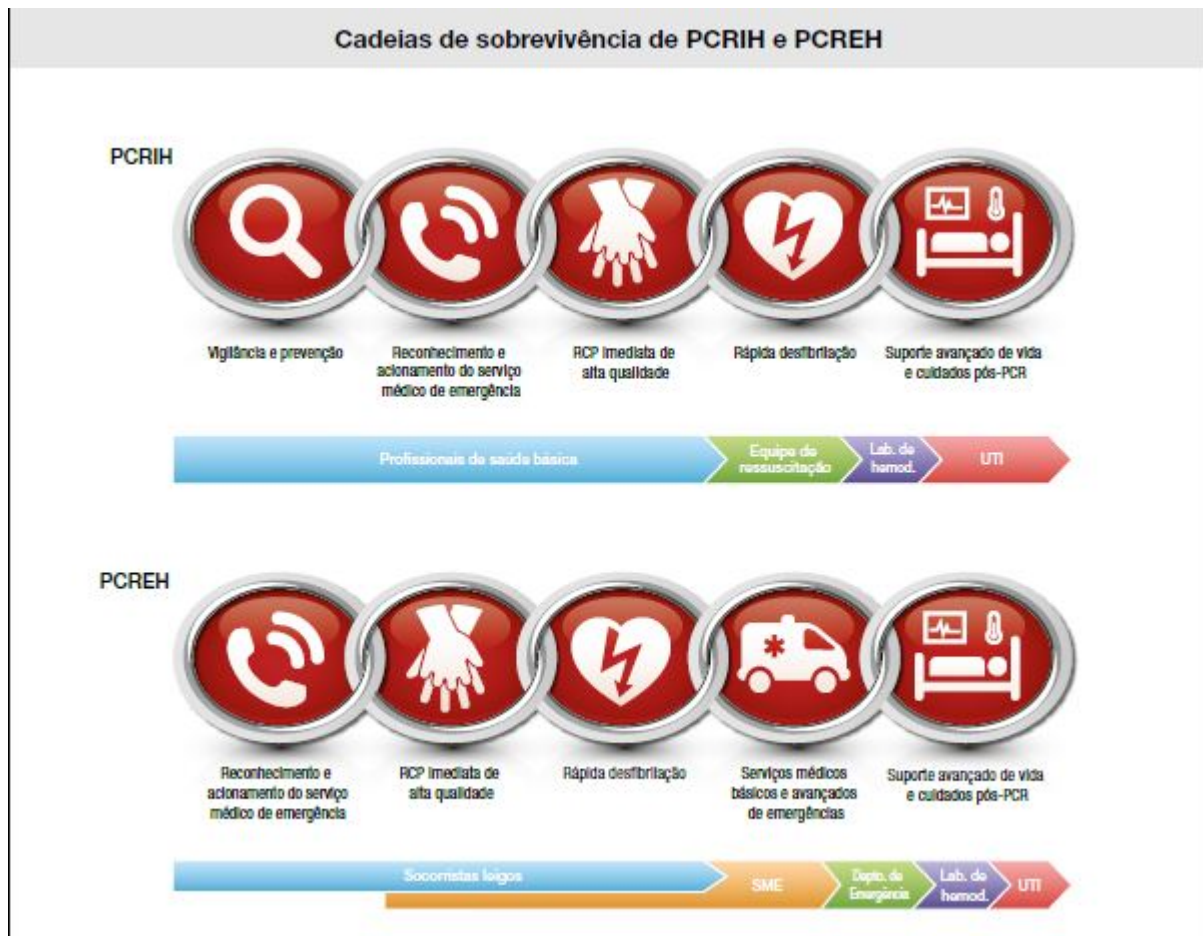 Cadeias de sobrevivência de PCRIH e PCREH
PCRIH
Vigilância e prevenção
Reconhecimento e
acionamento do serviço
médico de emergência
RCP imediata de
alta qualidade
Rápida desfibrilação
Suporte avançado de vida
e cuidados pós-PCR
Profissionais de saúde básica
Equipe de
ressuscitação
Lab. de
hemod.
UTI
PCREH
Reconhecimento e
acionamento do serviço
médico de emergência
RCP imediata de
alta qualidade
Rápida desfibrilação
Serviços médicos
básicos e avançados
de emergências
Suporte avançado de vida
e cuidados pós-PCR
Socorristas leigos
SME
Depto. de
Emergência
Lab. de
hemod.
UTI